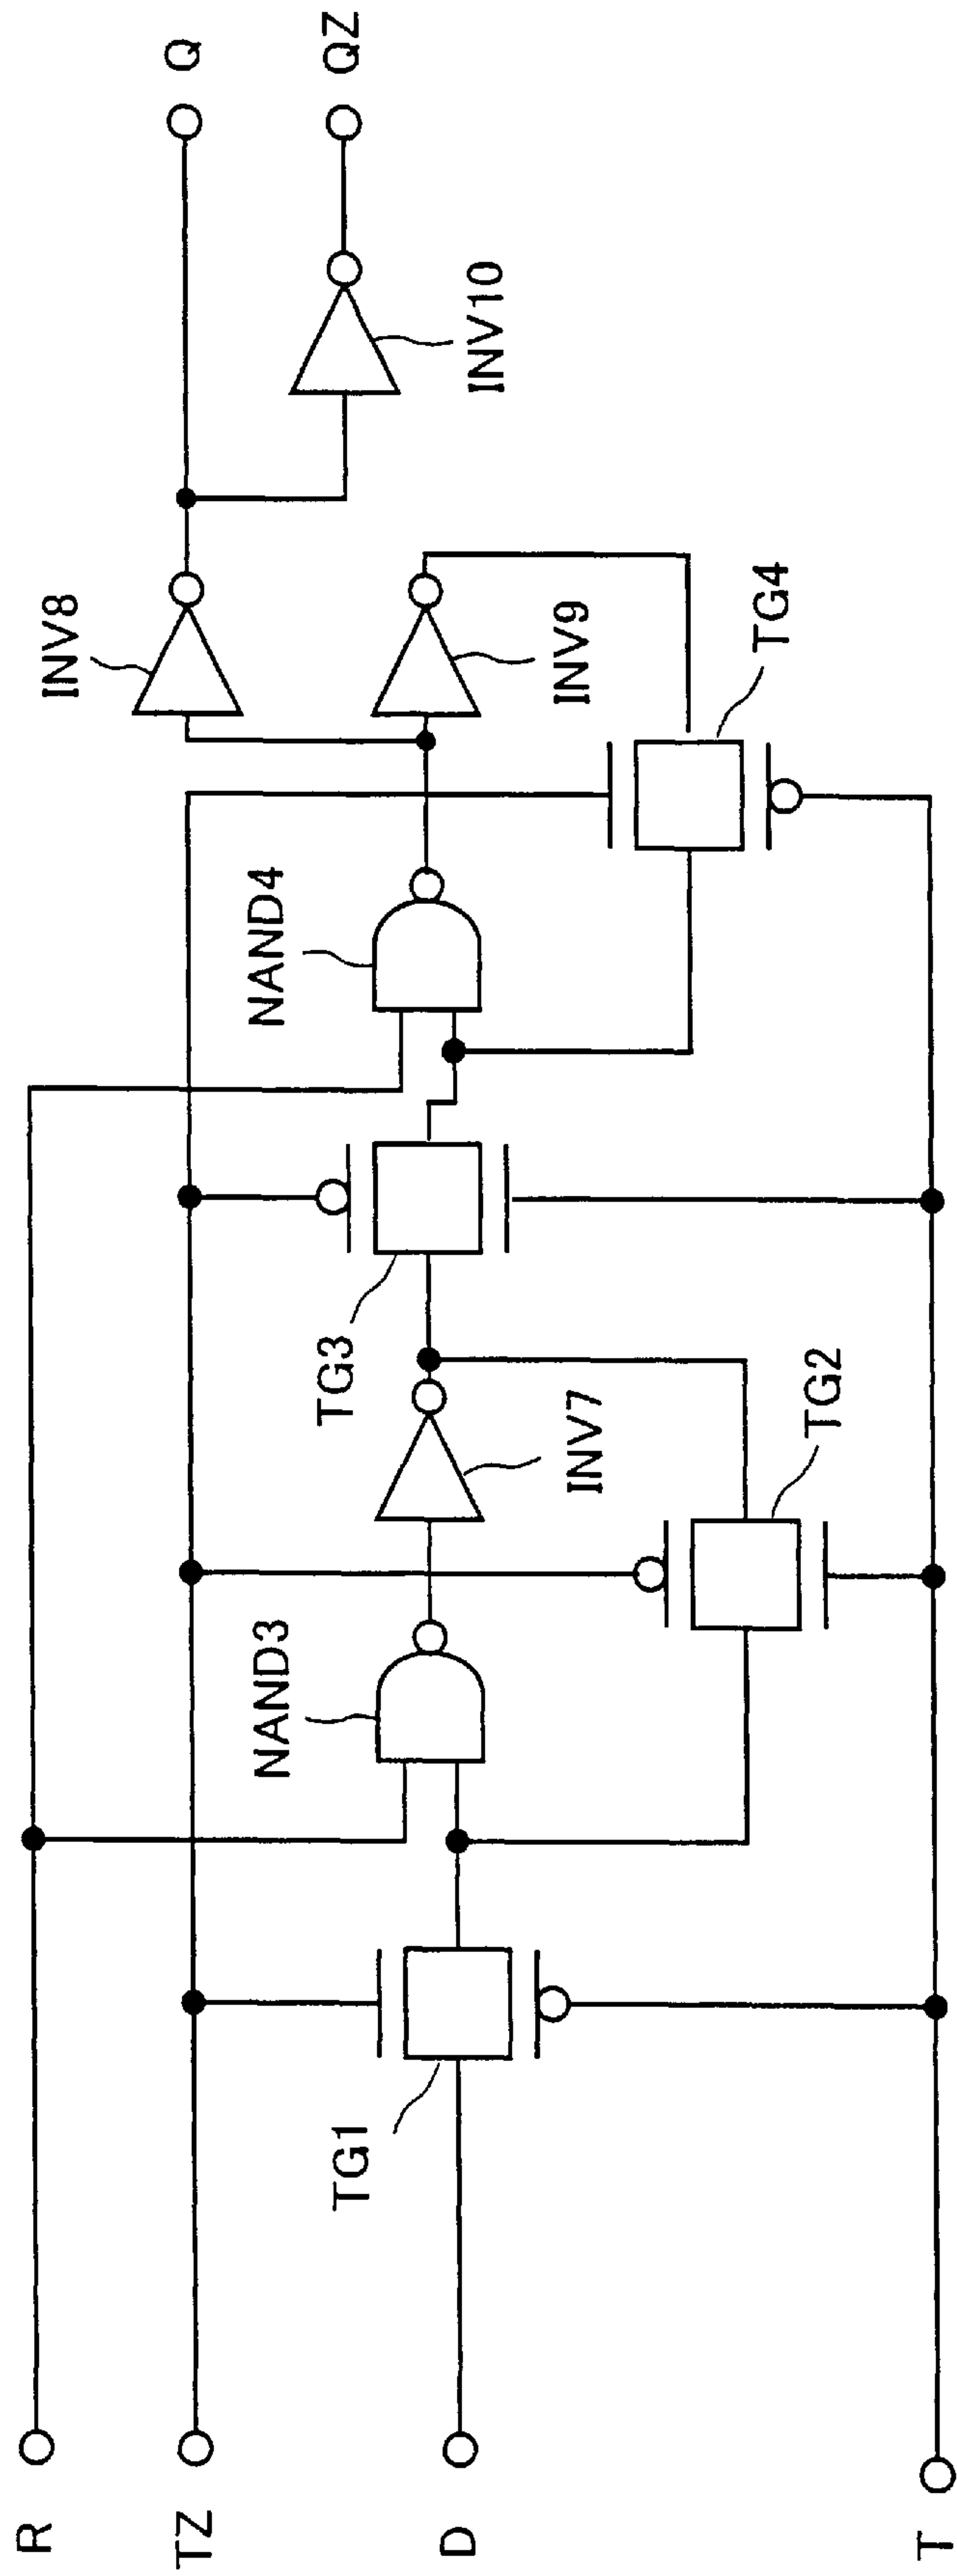 R
TZ
D
T
TG1
NAND3
TG2
INV7
TG3
NAND4
TG4
INV8
INV9
INV10
Q
QZ